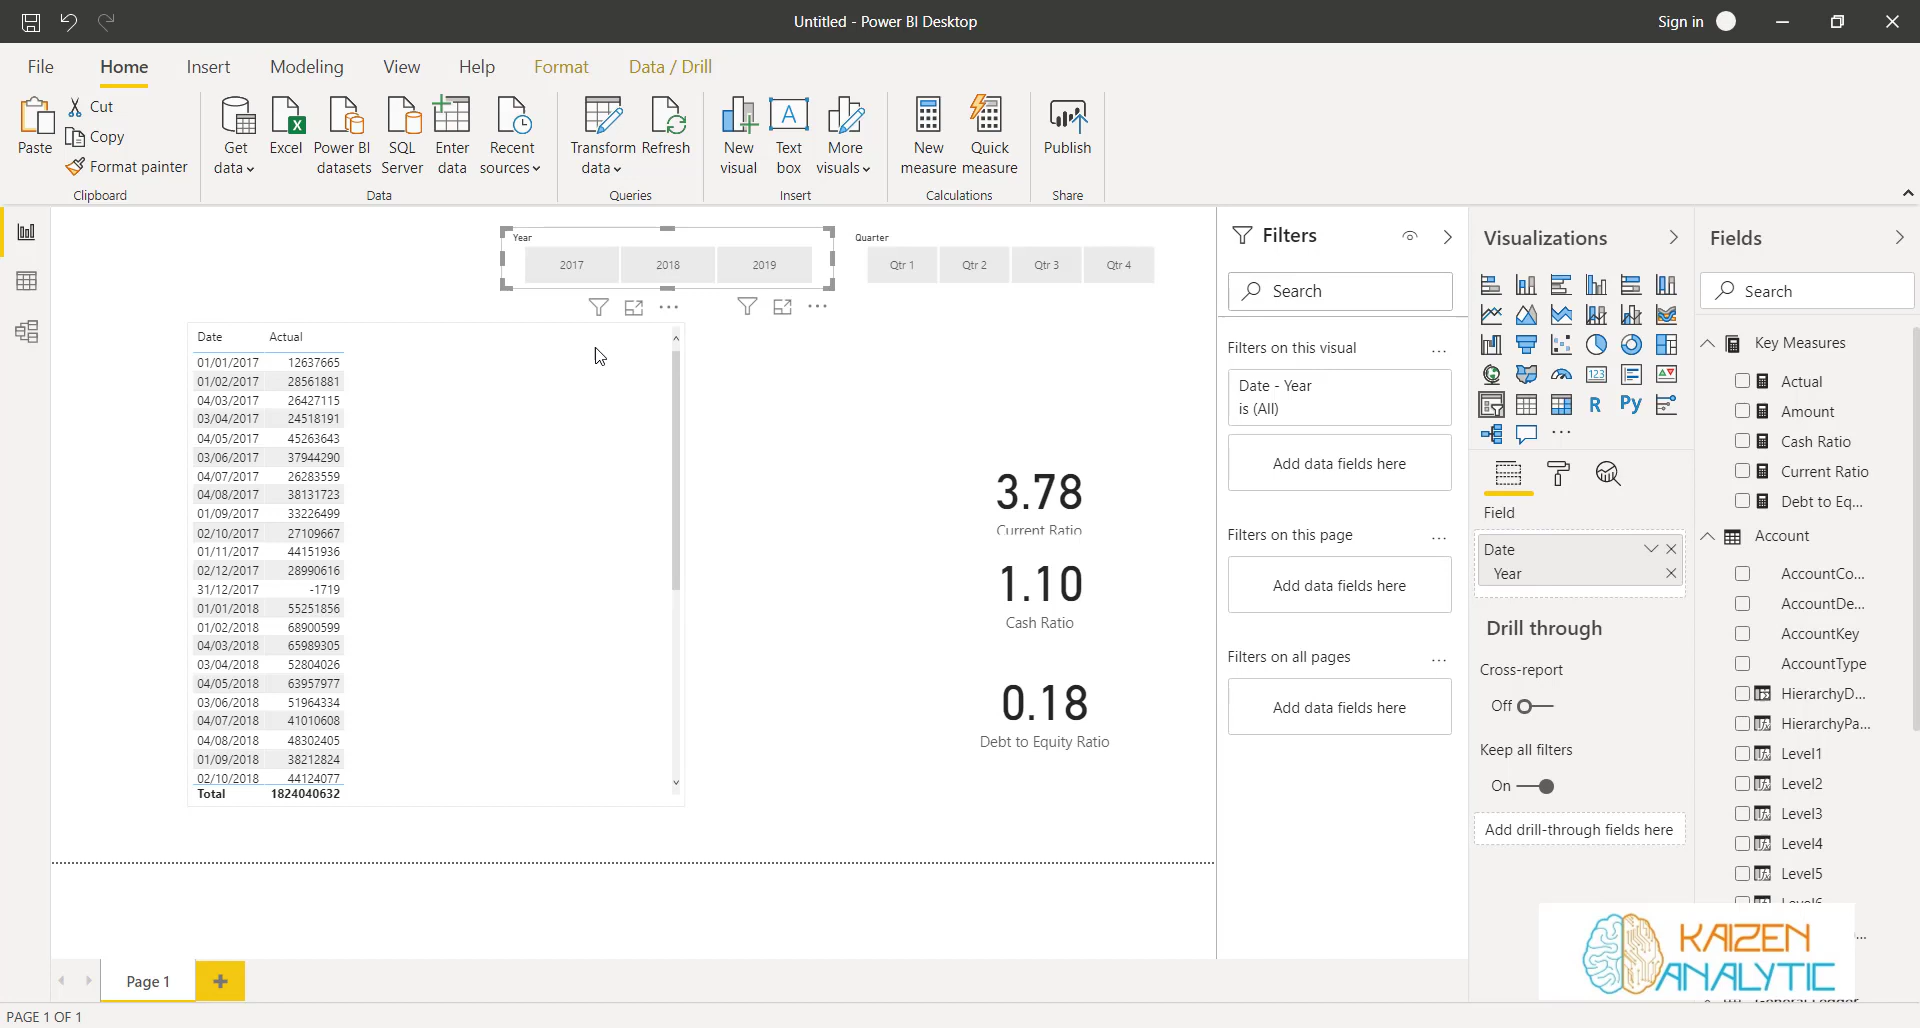 Untitled - Power BI Desktop
Sign in
File Home Insert Modeling View Help Format Data / Drill
Paste
Cut
Copy
Format painter
Clipboard
Get data
Excel
Power BI datasets
SQL Server
Enter data
Recent sources
Data
Transform data
Refresh
Queries
New visual
Text box
More visuals
Insert
New measure
Quick measure
Calculations
Publish
Share
Year
2017 2018 2019
Quarter
Qtr 1 Qtr 2 Qtr 3 Qtr 4
Date Actual
01/01/2017 12637665
01/02/2017 28561881
04/03/2017 26427115
03/04/2017 24518191
04/05/2017 45263643
03/06/2017 37944290
04/07/2017 26283559
04/08/2017 38131723
01/09/2017 33226499
02/10/2017 27109667
01/11/2017 44151936
02/12/2017 28990616
31/12/2017 -1719
01/01/2018 55251856
01/02/2018 68900599
04/03/2018 65989305
03/04/2018 52804026
04/05/2018 63957977
03/06/2018 51964334
04/07/2018 41010608
04/08/2018 48302405
01/09/2018 38212824
02/10/2018 44124077
Total 1824040632
3.78
Current Ratio
1.10
Cash Ratio
0.18
Debt to Equity Ratio
Filters
Search
Filters on this visual ...
Date - Year
is (All)
Add data fields here
Filters on this page ...
Add data fields here
Filters on all pages ...
Add data fields here
Visualizations
123
R Py
...
Field
Date
Year
Drill through
Cross-report
Off
Keep all filters
On
Add drill-through fields here
Fields
Search
Key Measures
Actual
Amount
Cash Ratio
Current Ratio
Debt to Eq...
Account
AccountCo...
AccountDe...
AccountKey
AccountType
HierarchyD...
HierarchyPa...
Level1
Level2
Level3
Level4
Level5
KAIZEN
ANALYTIC
Page 1
PAGE 1 OF 1